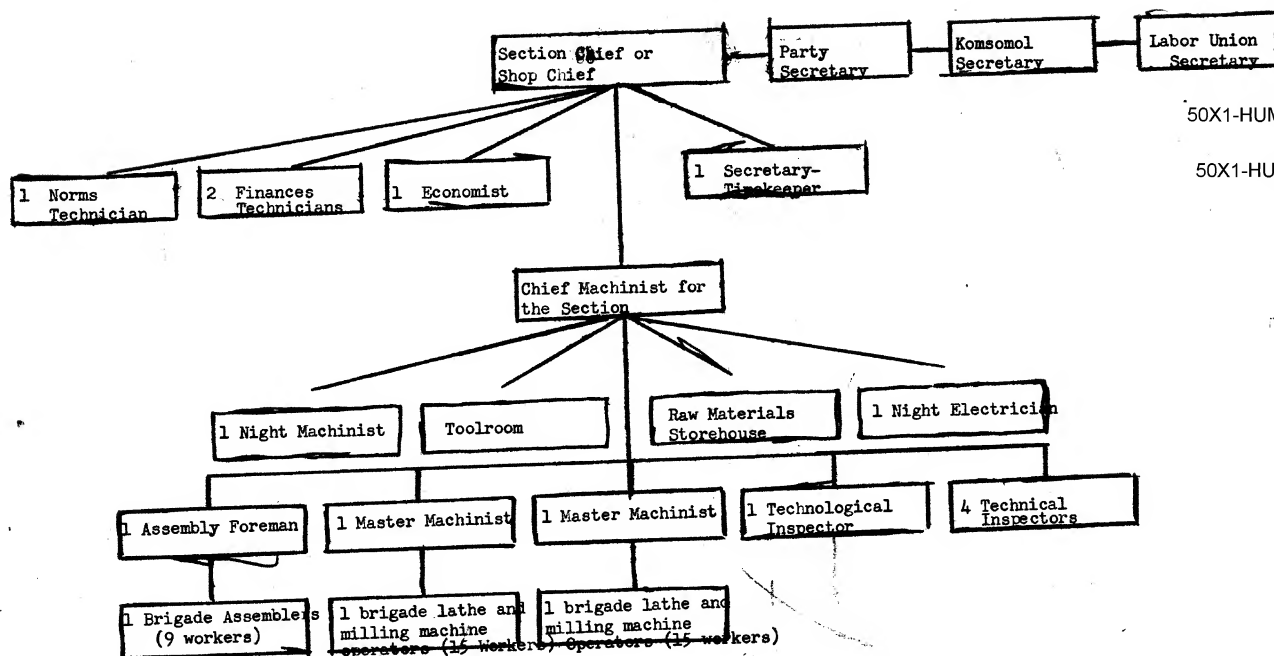 Section Chief or
Shop Chief
Party
Secretary
Komsomol
Secretary
Labor Union
Secretary
50X1-HUM
50X1-HU
1 Norms
Technician
2 Finances
Technicians
1 Economist
1 Secretary-
Timekeeper
Chief Machinist for
the Section
1 Night Machinist
Toolroom
Raw Materials
Storehouse
1 Night Electrician
1 Assembly Foreman
1 Master Machinist
1 Master Machinist
1 Technological
Inspector
4 Technical
Inspectors
1 Brigade Assemblers
(9 workers)
1 brigade lathe and
milling machine
operators (15 Workers)
1 brigade lathe and
milling machine
Operators (15 workers)